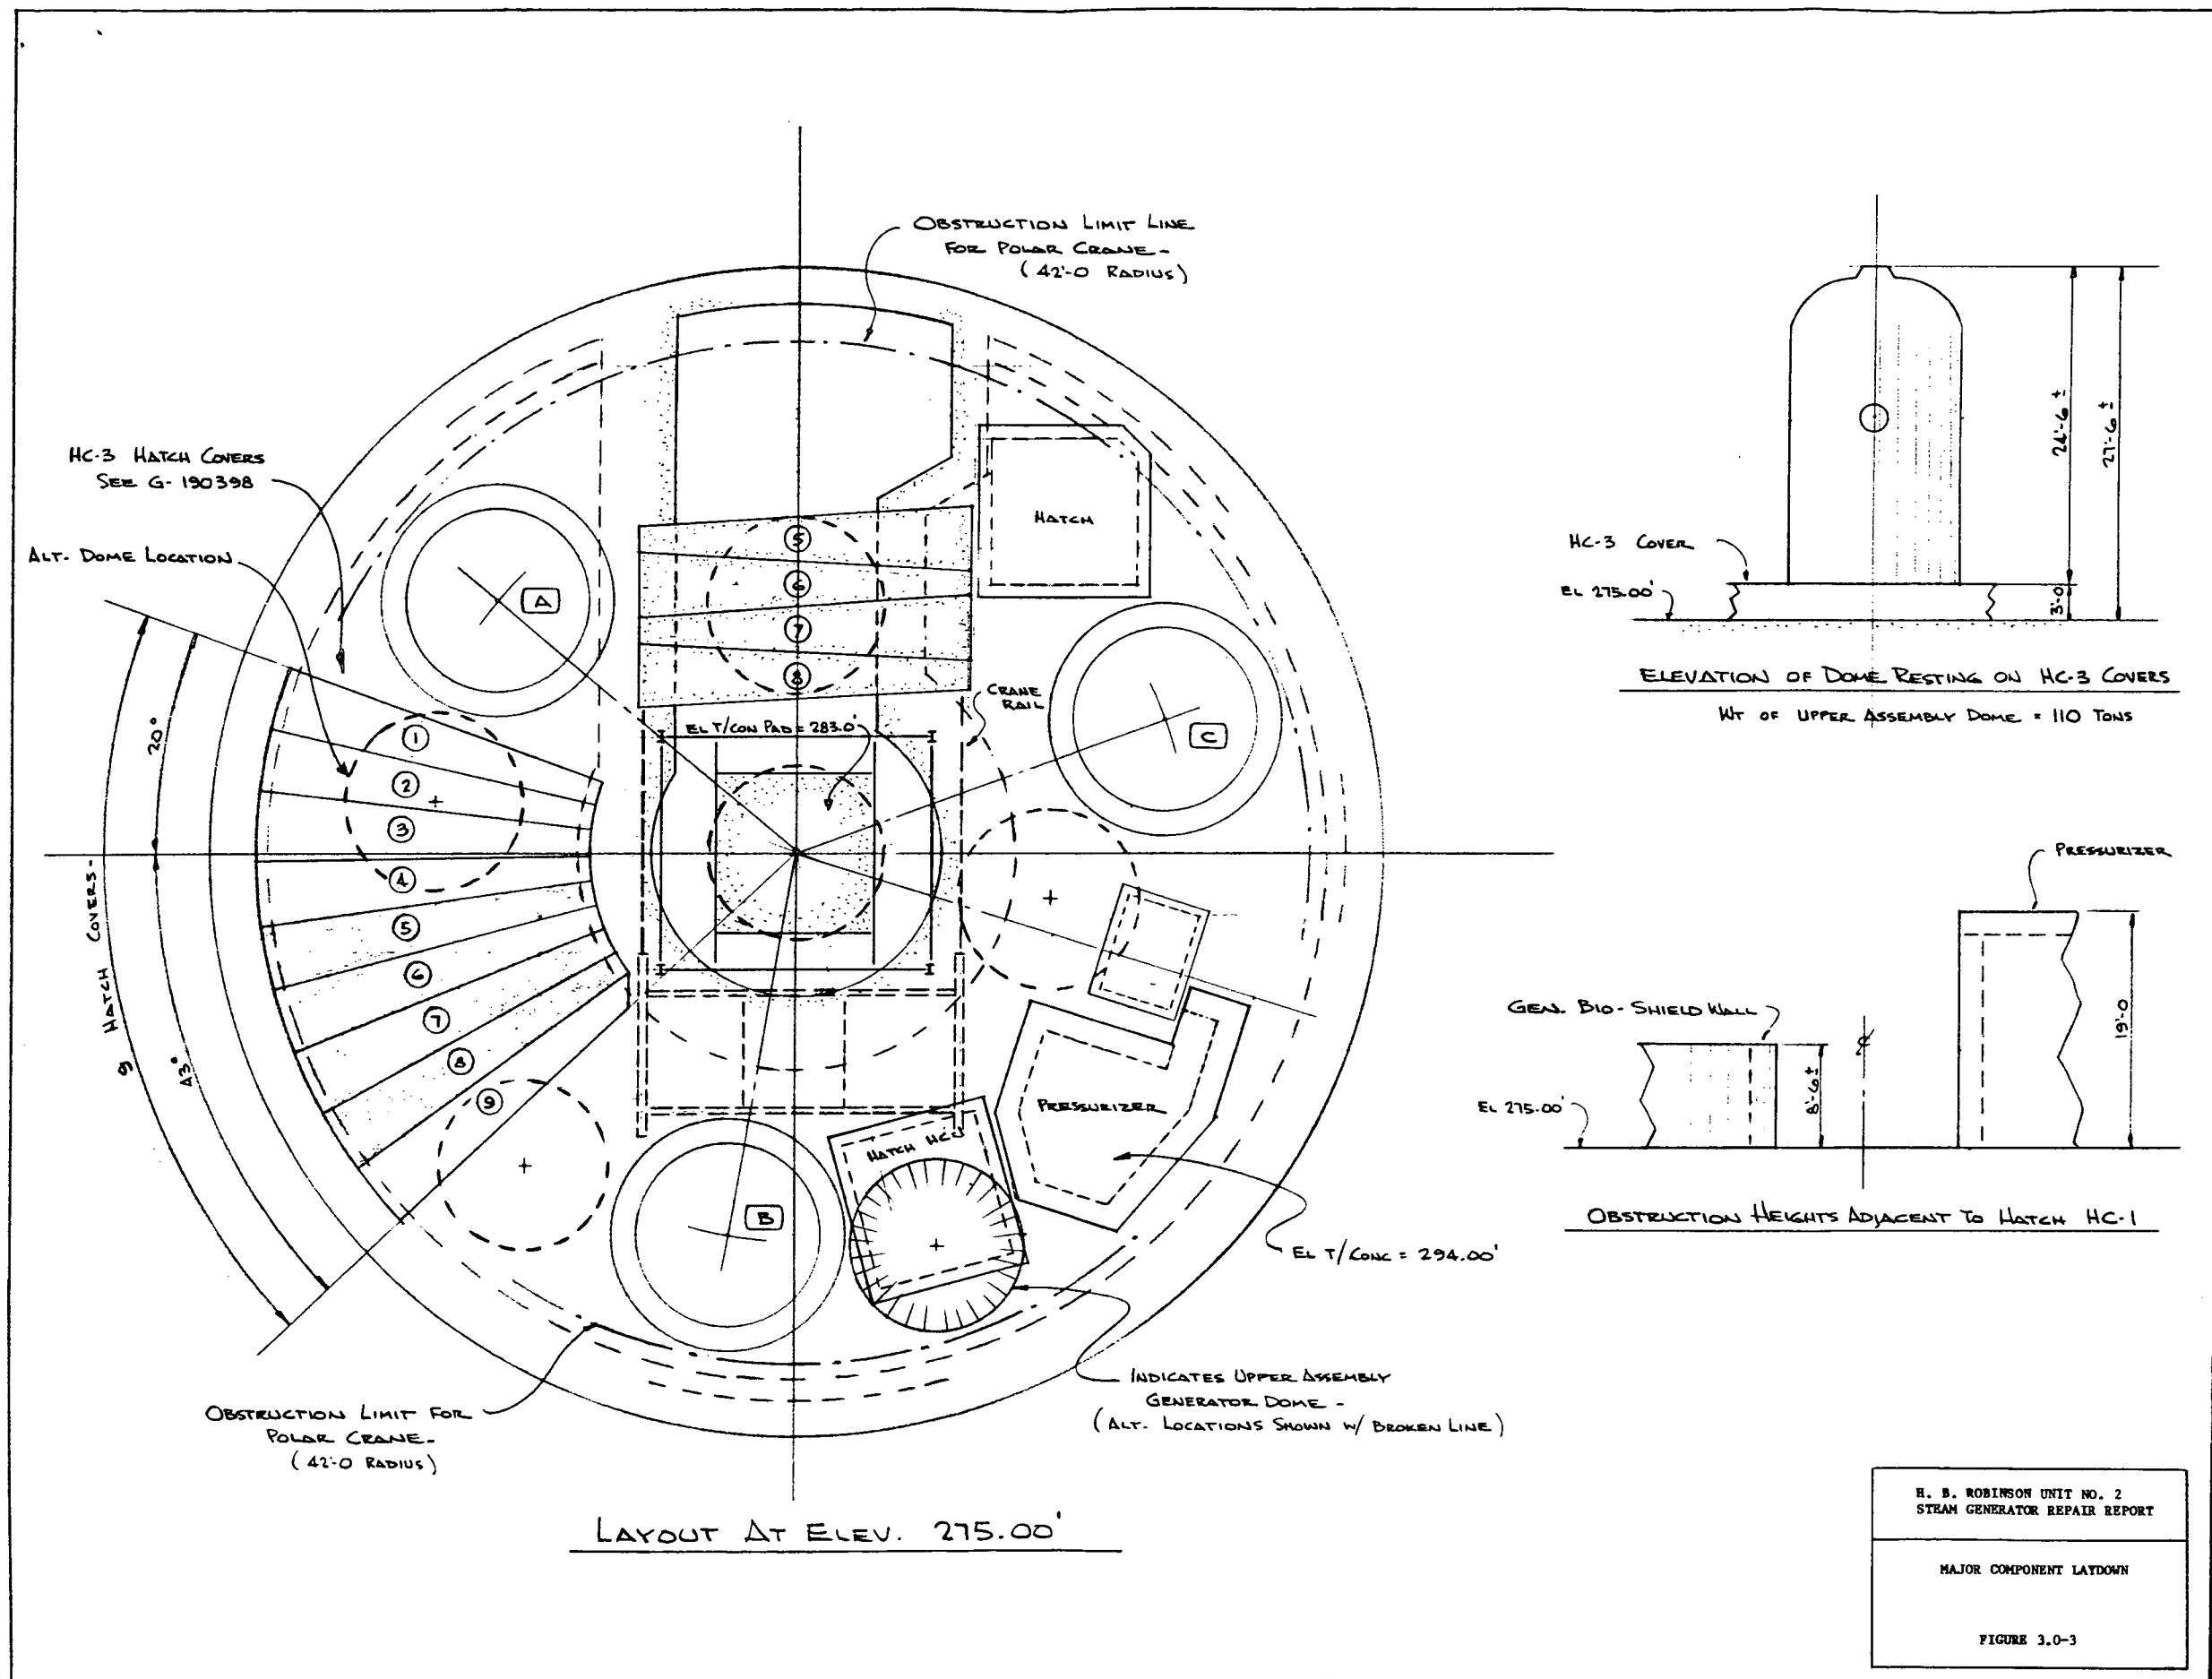 OBSTRUCTION LIMIT LINE
FOR POLAR CRANE-
(42'-0 RADIUS)
HC-3 HATCH COVERS
SEE G-190398
ALT. DOME LOCATION
HATCH
5
6
7
8
CRANE
RAIL
EL T/CON PAD = 283.0'
A
C
B
20°
43°
9 HATCH COVERS-
1
2
3
4
5
6
7
8
9
PRESSURIZER
HATCH HC-1
EL T/CONC = 294.00'
INDICATES UPPER ASSEMBLY
GENERATOR DOME -
(ALT. LOCATIONS SHOWN W/ BROKEN LINE)
OBSTRUCTION LIMIT FOR
POLAR CRANE-
(42'-0 RADIUS)
LAYOUT AT ELEV. 275.00'
HC-3 COVER
EL 275.00'
24'-6 ±
27'-6 ±
3'-0
ELEVATION OF DOME RESTING ON HC-3 COVERS
WT OF UPPER ASSEMBLY DOME = 110 TONS
PRESSURIZER
GEN. BIO-SHIELD WALL
EL 275.00'
8'-6 ±
19'-0
OBSTRUCTION HEIGHTS ADJACENT TO HATCH HC-1
H. B. ROBINSON UNIT NO. 2
STEAM GENERATOR REPAIR REPORT
MAJOR COMPONENT LAYDOWN
FIGURE 3.0-3